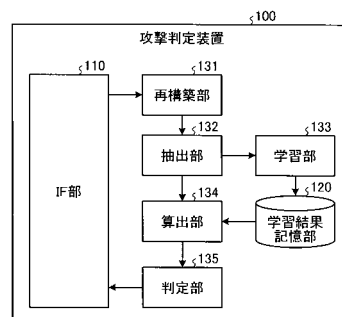 100
攻撃判定装置
110
IF部
131
再構築部
132
抽出部
133
学習部
134
算出部
120
学習結果
記憶部
135
判定部